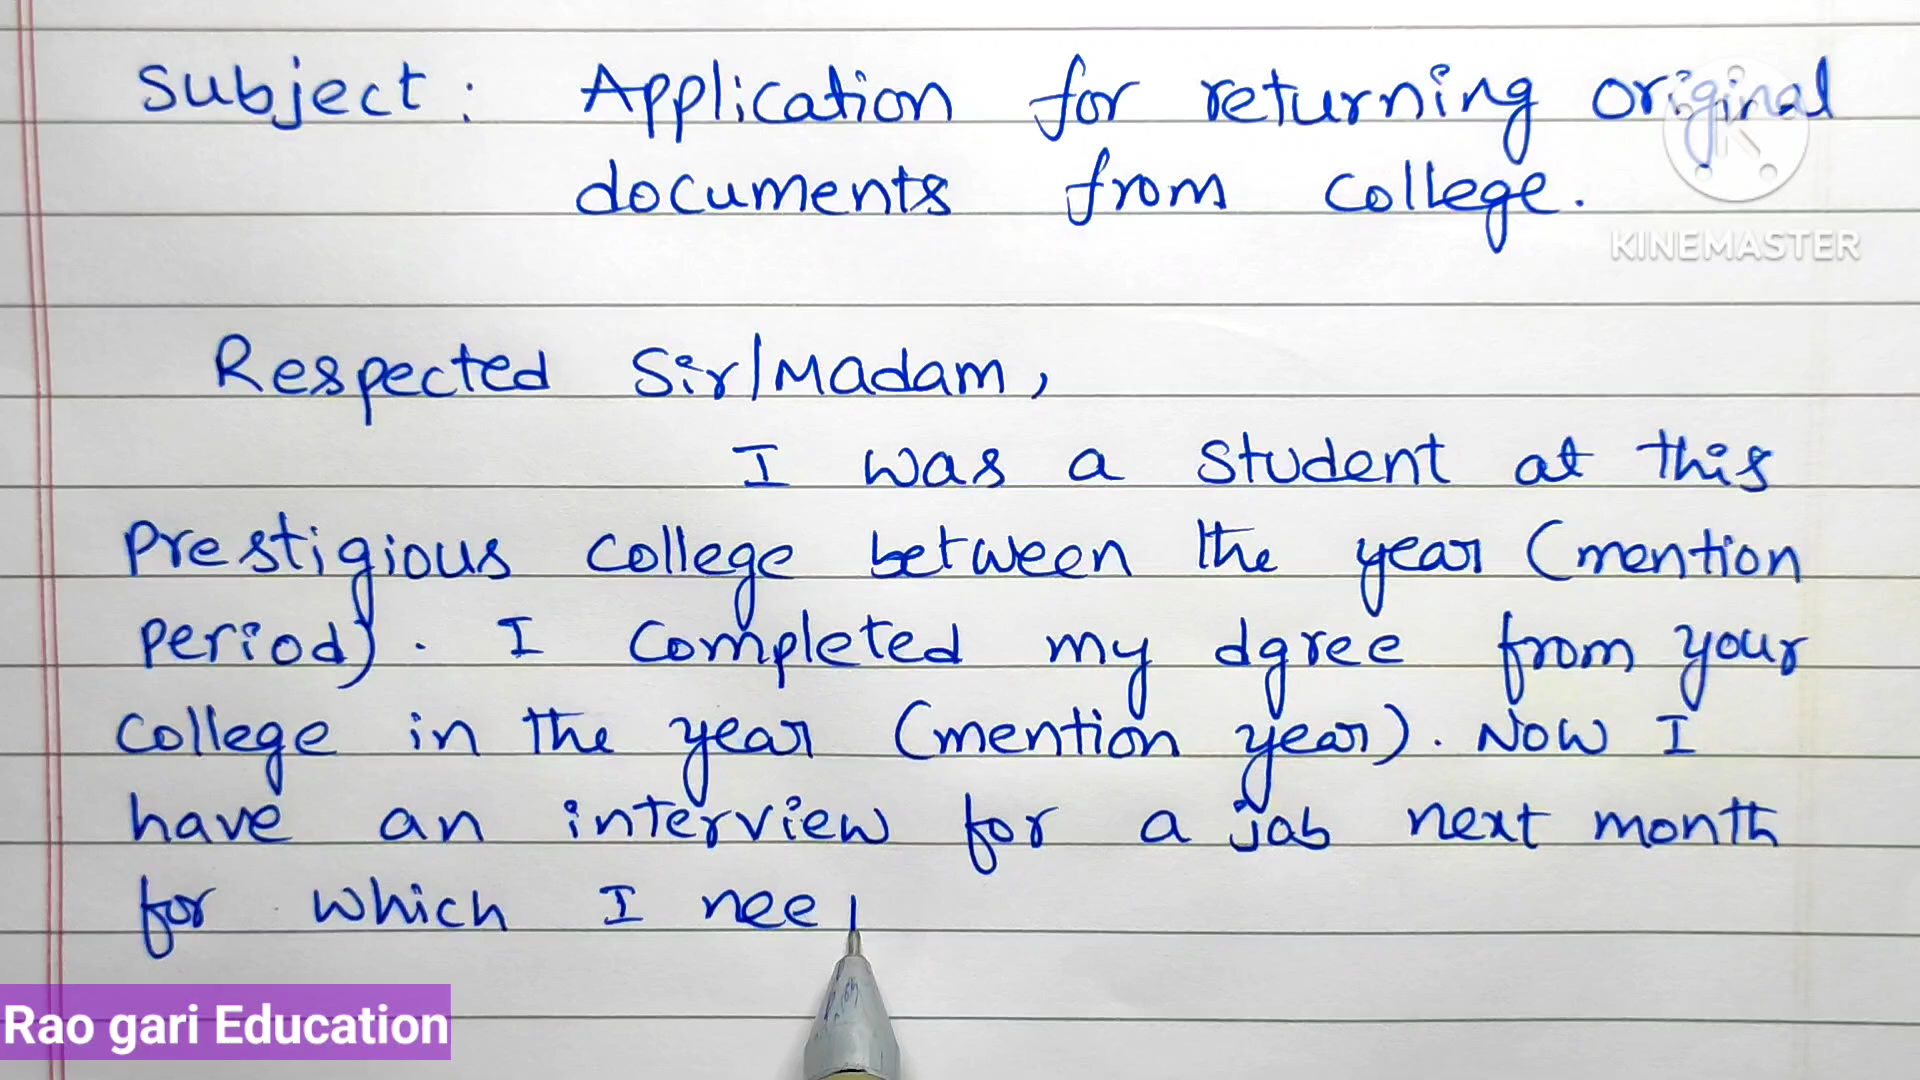 Subject: Application for returning original
documents from college.
KINEMASTER
Respected Sir/Madam,
I was a student at this
prestigious college between the year (mention
period). I completed my dgree from your
college in the year (mention year). Now I
have an interview for a job next month
for which I nee
Rao gari Education